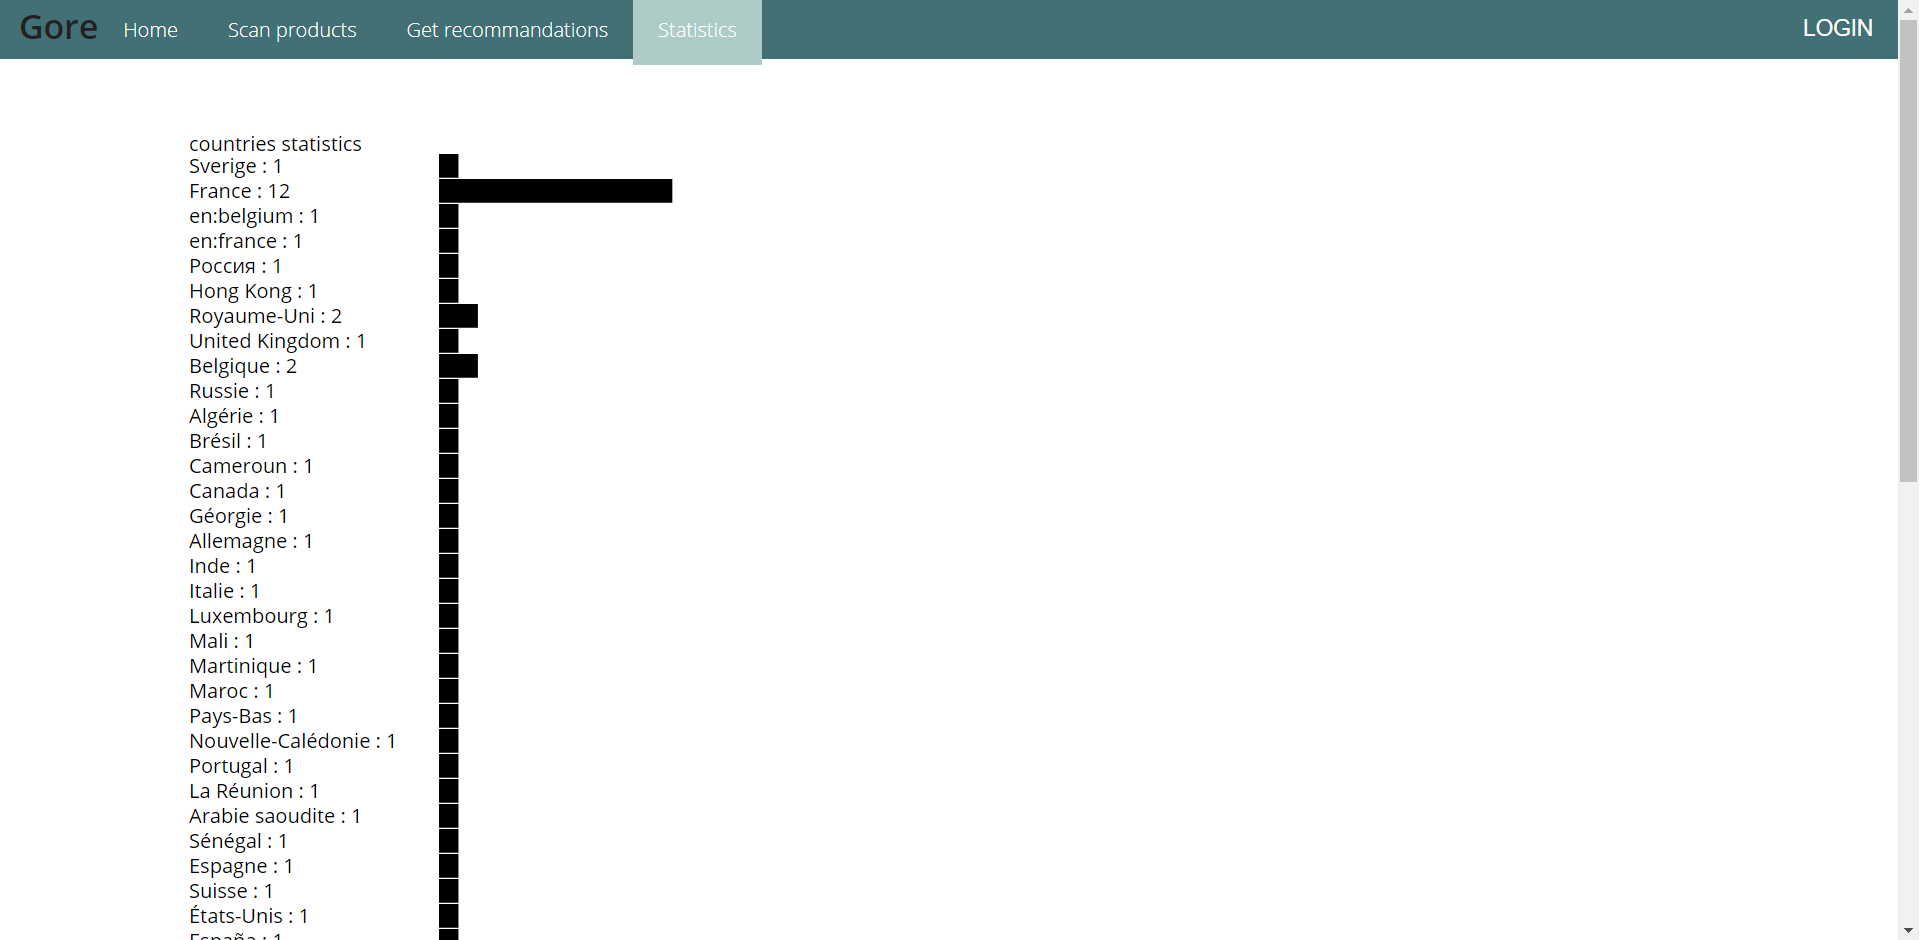 Gore Home Scan products Get recommandations Statistics LOGIN
countries statistics
Sverige : 1
France : 12
en:belgium : 1
en:france : 1
Россия : 1
Hong Kong : 1
Royaume-Uni : 2
United Kingdom : 1
Belgique : 2
Russie : 1
Algérie : 1
Brésil : 1
Cameroun : 1
Canada : 1
Géorgie : 1
Allemagne : 1
Inde : 1
Italie : 1
Luxembourg : 1
Mali : 1
Martinique : 1
Maroc : 1
Pays-Bas : 1
Nouvelle-Calédonie : 1
Portugal : 1
La Réunion : 1
Arabie saoudite : 1
Sénégal : 1
Espagne : 1
Suisse : 1
États-Unis : 1
España : 1